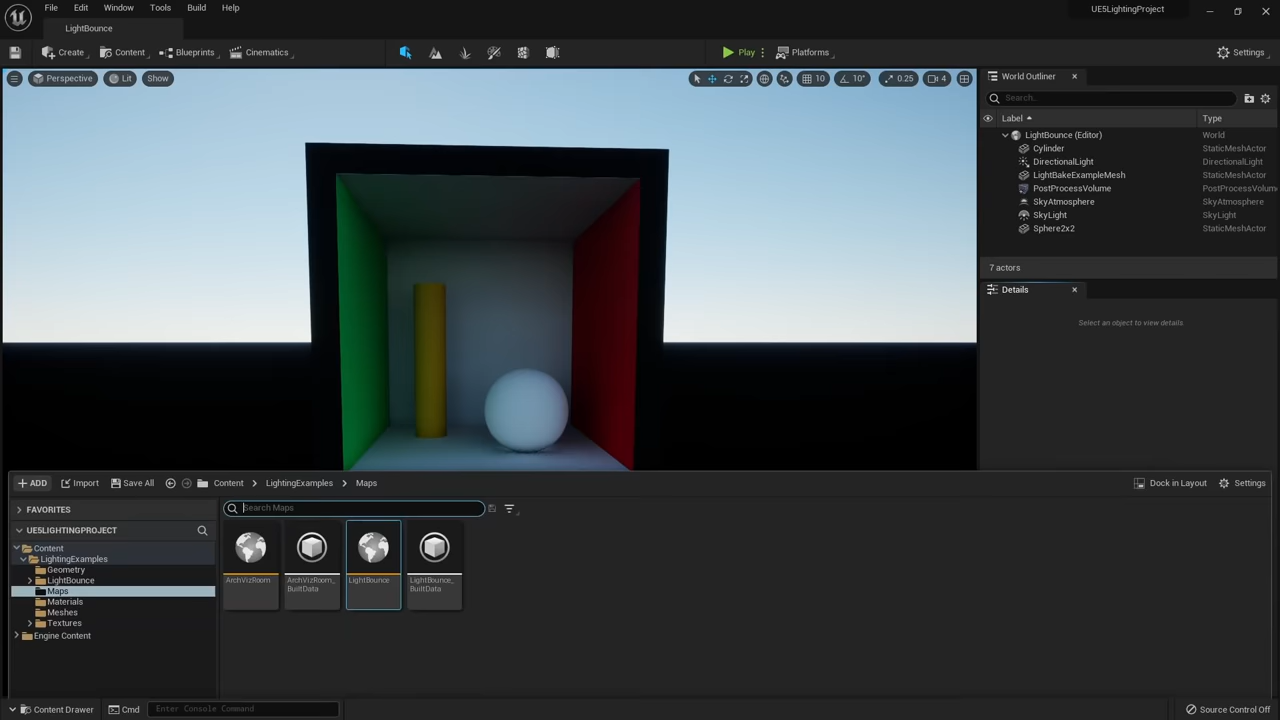 File Edit Window Tools Build Help
UE5LightingProject
LightBounce
Create Content Blueprints Cinematics
Play Platforms
Settings
Perspective Lit Show
10 10° 0.25 4
World Outliner
Search..
Label Type
LightBounce (Editor) World
Cylinder StaticMeshActor
DirectionalLight DirectionalLight
LightBakeExampleMesh StaticMeshActor
PostProcessVolume PostProcessVolum
SkyAtmosphere SkyAtmosphere
SkyLight SkyLight
Sphere2x2 StaticMeshActor
7 actors
Details
Select an object to view details.
ADD Import Save All Content LightingExamples Maps
Dock in Layout Settings
FAVORITES
UE5LIGHTINGPROJECT
Content
LightingExamples
Geometry
LightBounce
Maps
Materials
Meshes
Textures
Engine Content
Search Maps
ArchVizRoom
ArchVizRoom_
BuiltData
LightBounce
LightBounce_
BuiltData
Content Drawer Cmd Enter Console Command
Source Control Off